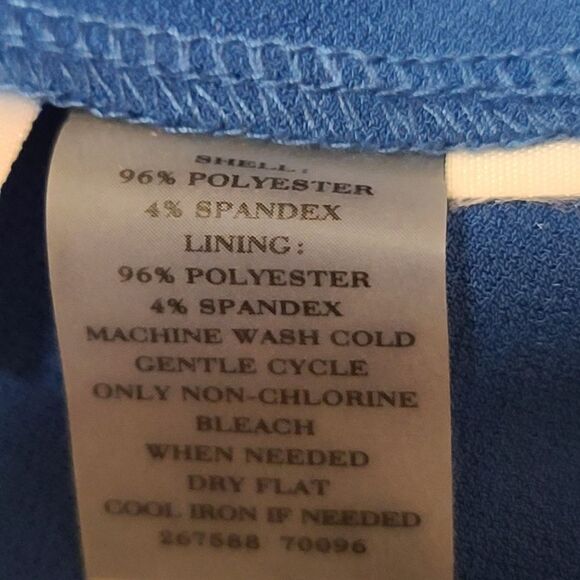 SHELL:
96% POLYESTER
4% SPANDEX
LINING:
96% POLYESTER
4% SPANDEX
MACHINE WASH COLD
GENTLE CYCLE
ONLY NON-CHLORINE
BLEACH
WHEN NEEDED
DRY FLAT
COOL IRON IF NEEDED
267588 70096